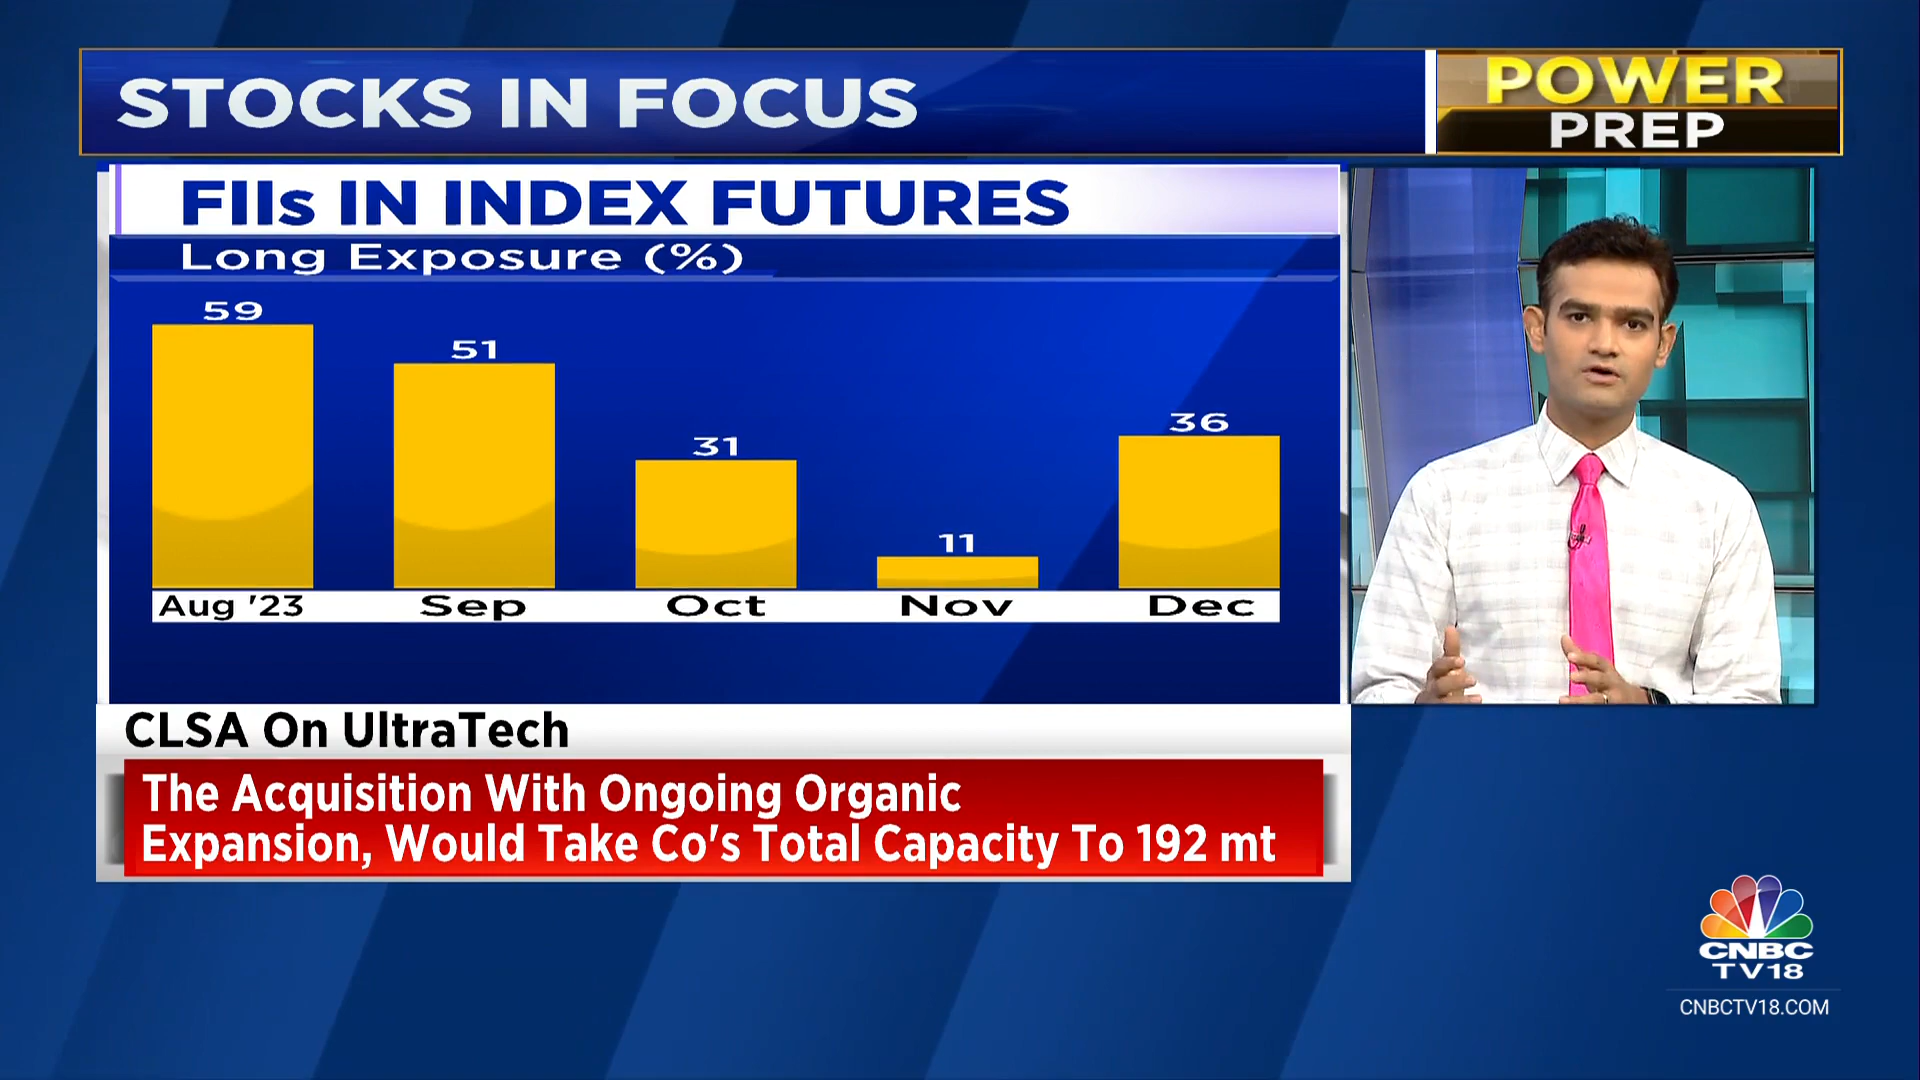 STOCKS IN FOCUS
POWER
PREP
FIIs IN INDEX FUTURES
Long Exposure (%)
59
51
31
11
36
Aug '23
Sep
Oct
Nov
Dec
CLSA On UltraTech
The Acquisition With Ongoing Organic
Expansion, Would Take Co's Total Capacity To 192 mt
CNBC
TV18
CNBCTV18.COM